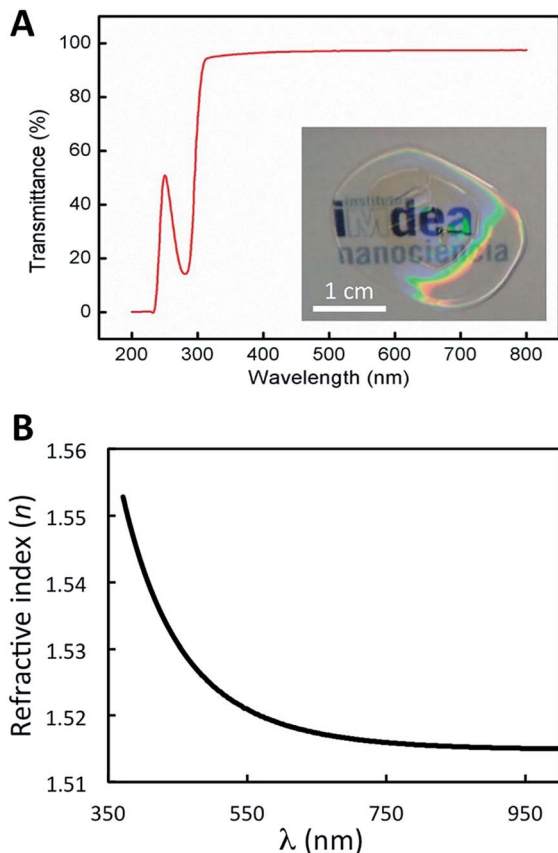 A
100
80
60
40
20
0
Transmittance (%)
instituto
iMdea
nanociencia
1 cm
200 300 400 500 600 700 800
Wavelength (nm)
B
1.56
1.55
1.54
1.53
1.52
1.51
Refractive index (n)
350 550 750 950
λ (nm)